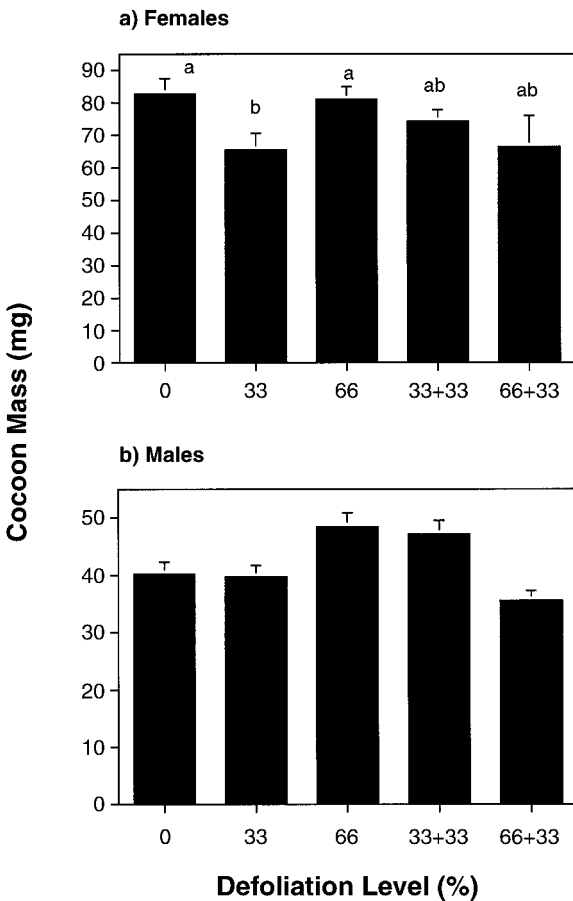 a) Females
90
80
70
60
50
40
30
20
10
0
a
b
a
ab
ab
0 33 66 33+33 66+33
Cocoon Mass (mg)
b) Males
50
40
30
20
10
0
0 33 66 33+33 66+33
Defoliation Level (%)